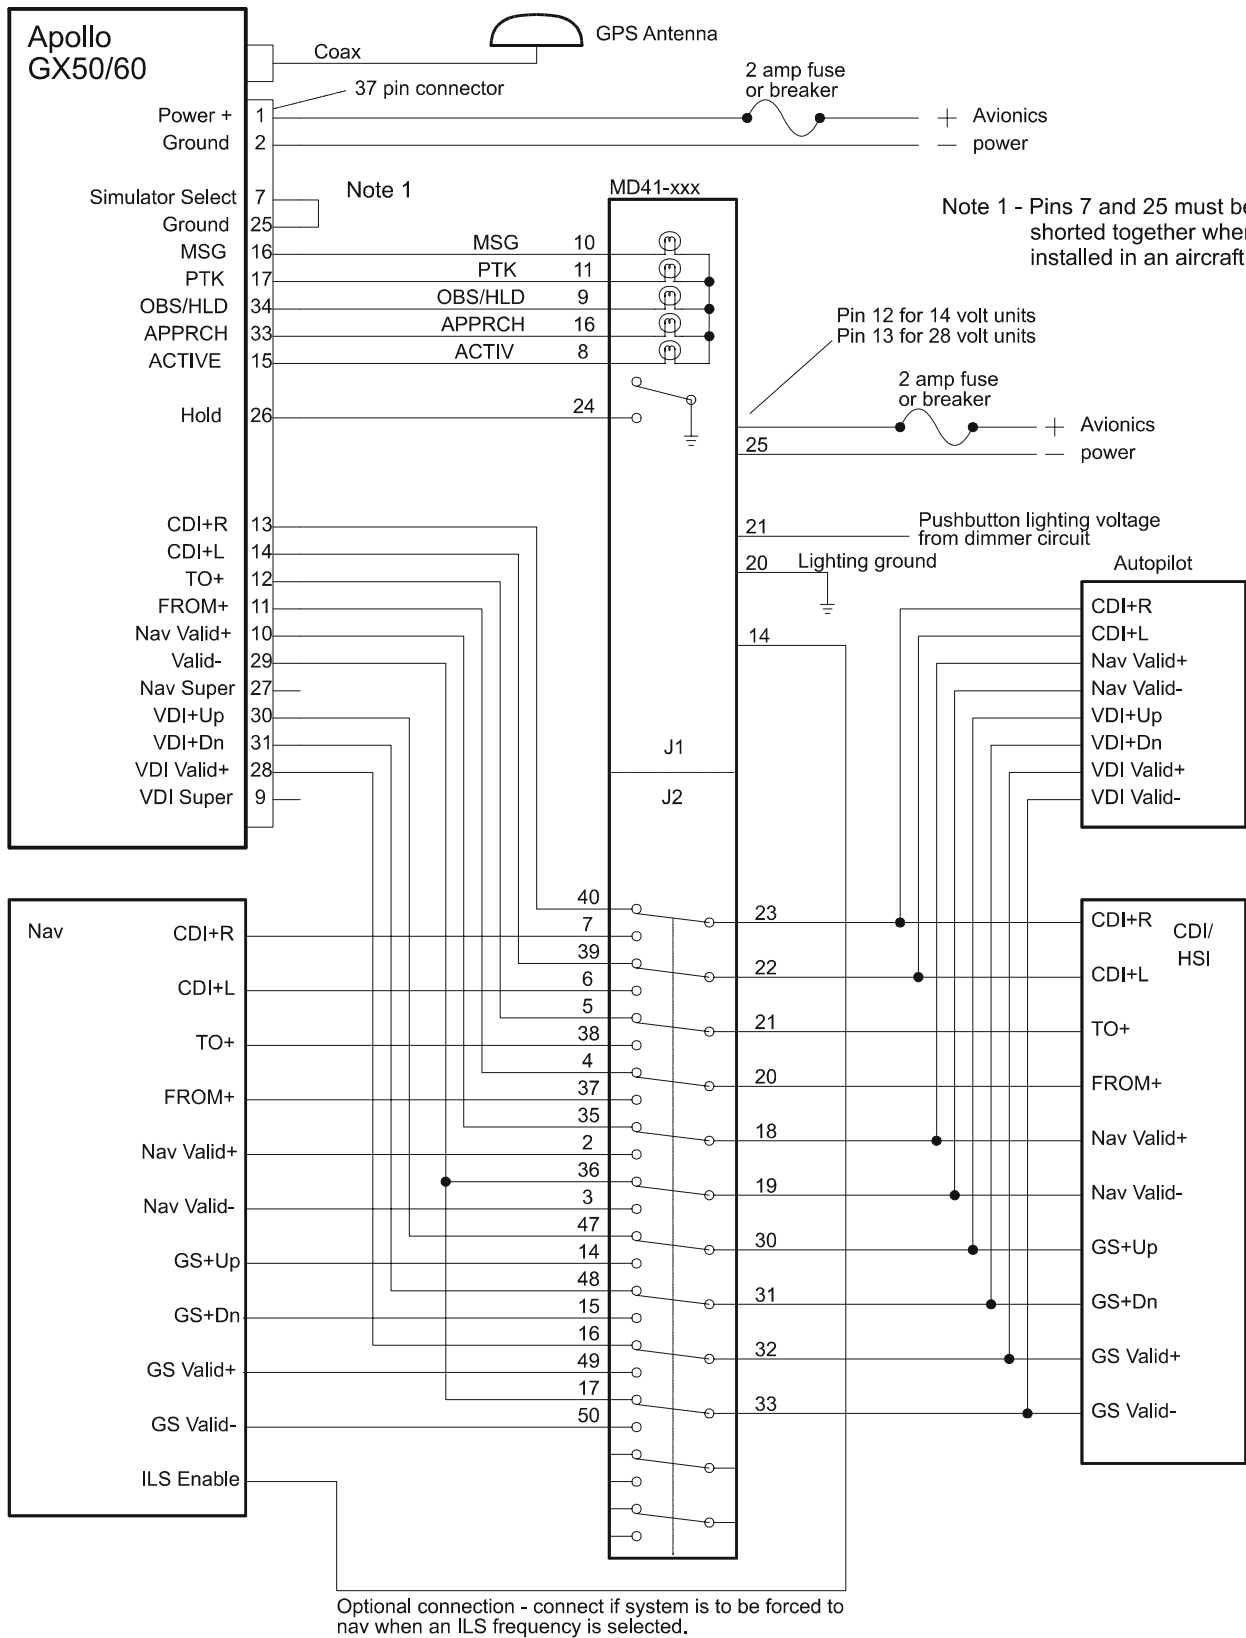 Apollo
GX50/60
Coax
GPS Antenna
37 pin connector
2 amp fuse
or breaker
Power + 1
+ Avionics
Ground 2
— power
Simulator Select 7
Note 1
MD41-xxx
Note 1 - Pins 7 and 25 must be
shorted together when
installed in an aircraft
Ground 25
MSG 16 MSG 10
PTK 17 PTK 11
OBS/HLD 34 OBS/HLD 9
APPRCH 33 APPRCH 16
ACTIVE 15 ACTIV 8
Pin 12 for 14 volt units
Pin 13 for 28 volt units
2 amp fuse
or breaker
Hold 26 24
+ Avionics
25 — power
21 Pushbutton lighting voltage
from dimmer circuit
20 Lighting ground
14
CDI+R 13
CDI+L 14
TO+ 12
FROM+ 11
Nav Valid+ 10
Valid- 29
Nav Super 27
VDI+Up 30
VDI+Dn 31
VDI Valid+ 28
VDI Super 9
J1
J2
Autopilot
CDI+R
CDI+L
Nav Valid+
Nav Valid-
VDI+Up
VDI+Dn
VDI Valid+
VDI Valid-
Nav
CDI+R
CDI+L
TO+
FROM+
Nav Valid+
Nav Valid-
GS+Up
GS+Dn
GS Valid+
GS Valid-
ILS Enable
40
7
39
6
5
38
4
37
35
2
36
3
47
14
48
15
16
49
17
50
23
22
21
20
18
19
30
31
32
33
CDI/
HSI
CDI+R
CDI+L
TO+
FROM+
Nav Valid+
Nav Valid-
GS+Up
GS+Dn
GS Valid+
GS Valid-
Optional connection - connect if system is to be forced to
nav when an ILS frequency is selected.